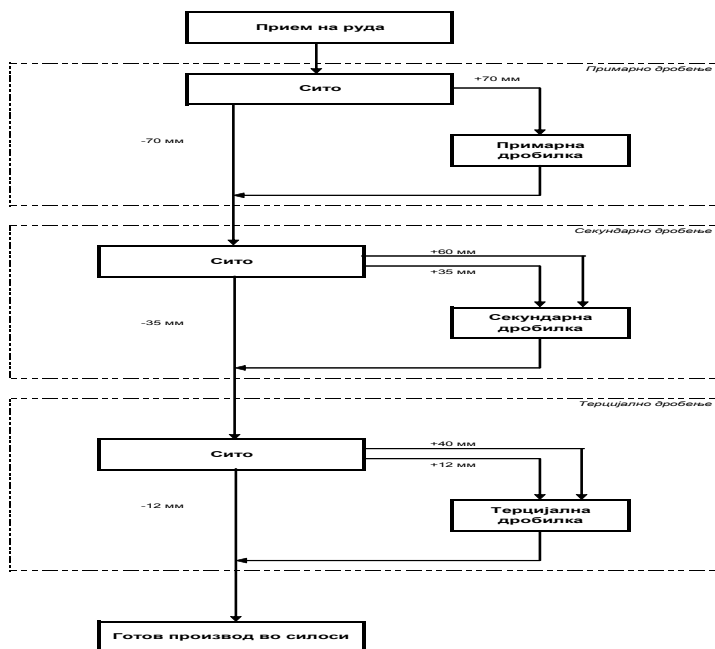 Прием на руда
Примарно дробење
Сито
+70 мм
-70 мм
Примарна
дробилка
Секундарно дробење
Сито
+60 мм
+35 мм
-35 мм
Секундарна
дробилка
Терцијално дробење
Сито
+40 мм
+12 мм
-12 мм
Терцијална
дробилка
Готов производ во силоси